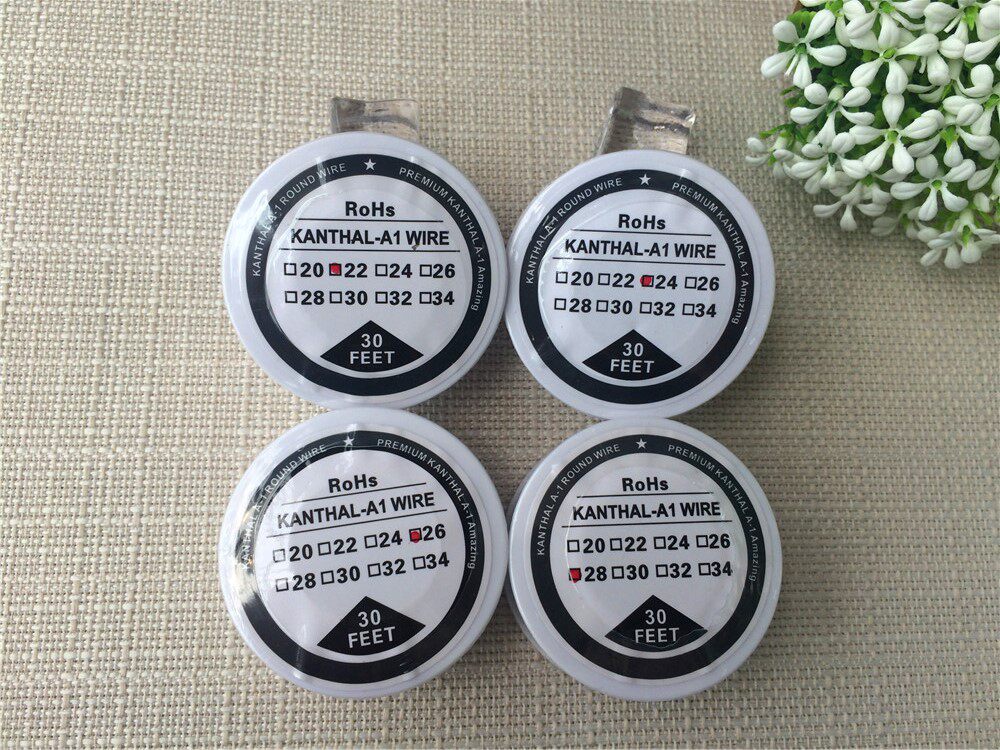 KANTHAL A-1 ROUND WIRE ★ PREMIUM KANTHAL A-1 Amazing
RoHs
KANTHAL-A1 WIRE
□20 ■22 □24 □26
□28 □30 □32 □34
30
FEET
KANTHAL A-1 ROUND WIRE ★ PREMIUM KANTHAL A-1 Amazing
RoHs
KANTHAL-A1 WIRE
□20 □22 ■24 □26
□28 □30 □32 □34
30
FEET
KANTHAL A-1 ROUND WIRE ★ PREMIUM KANTHAL A-1 Amazing
RoHs
KANTHAL-A1 WIRE
□20 □22 □24 ■26
□28 □30 □32 □34
30
FEET
KANTHAL A-1 ROUND WIRE ★ PREMIUM KANTHAL A-1 Amazing
RoHs
KANTHAL-A1 WIRE
□20 □22 □24 □26
■28 □30 □32 □34
30
FEET